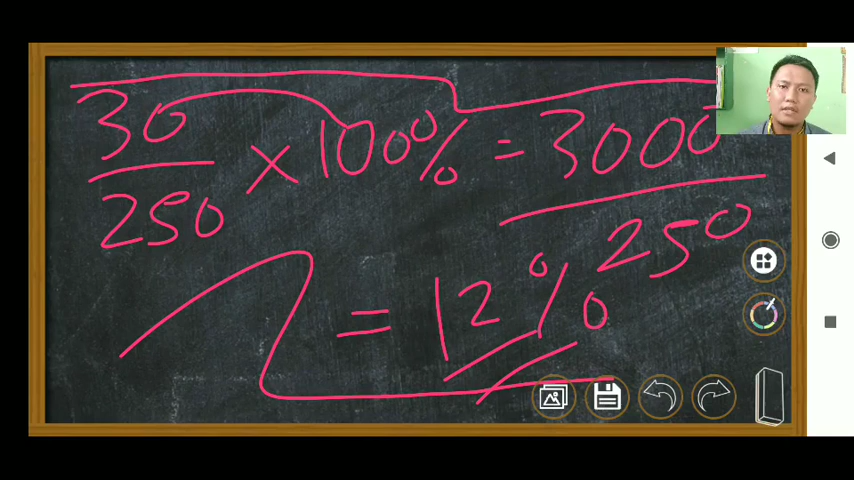 30/250 × 100% = 3000/250
= 12%